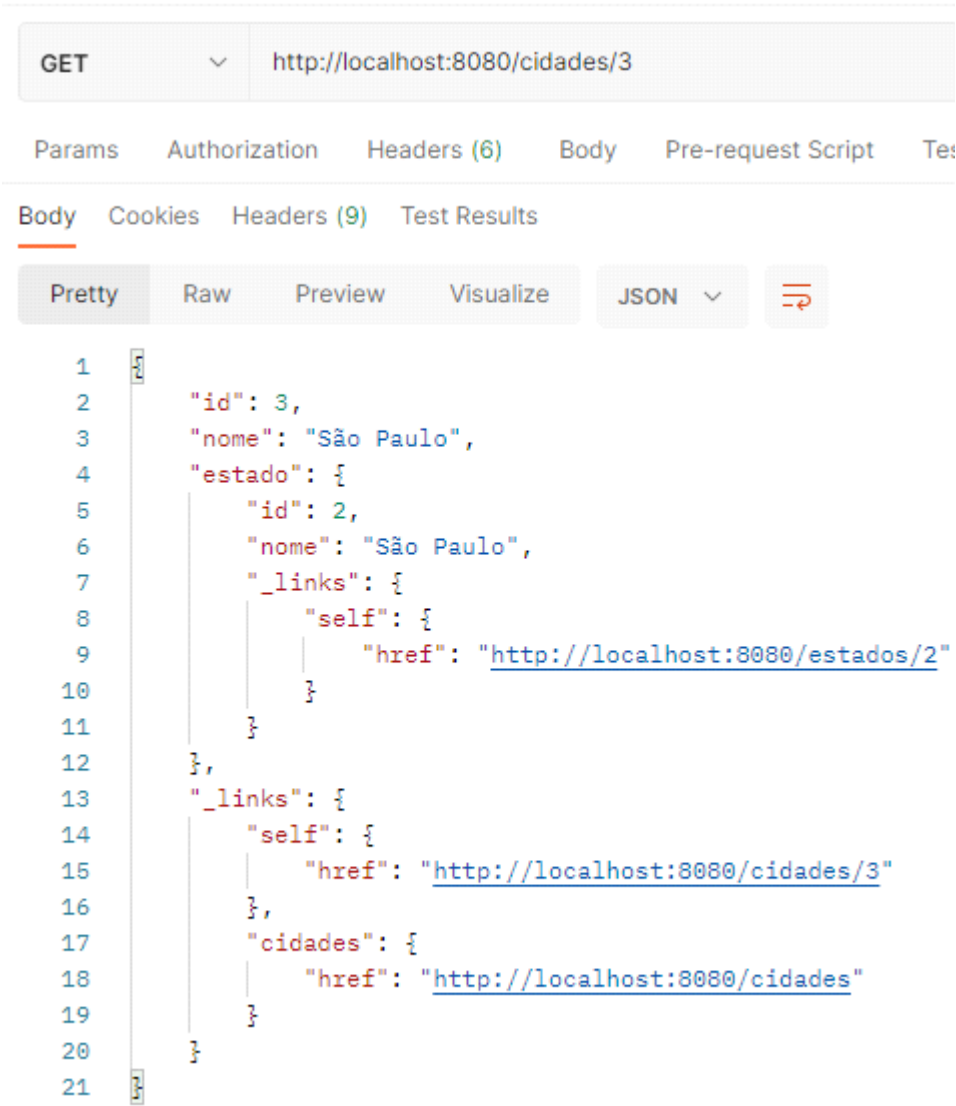 GET http://localhost:8080/cidades/3
Params Authorization Headers (6) Body Pre-request Script Tes
Body Cookies Headers (9) Test Results
Pretty Raw Preview Visualize JSON
1 {
2 "id": 3,
3 "nome": "São Paulo",
4 "estado": {
5 "id": 2,
6 "nome": "São Paulo",
7 "_links": {
8 "self": {
9 "href": "http://localhost:8080/estados/2"
10 }
11 }
12 },
13 "_links": {
14 "self": {
15 "href": "http://localhost:8080/cidades/3"
16 },
17 "cidades": {
18 "href": "http://localhost:8080/cidades"
19 }
20 }
21 }